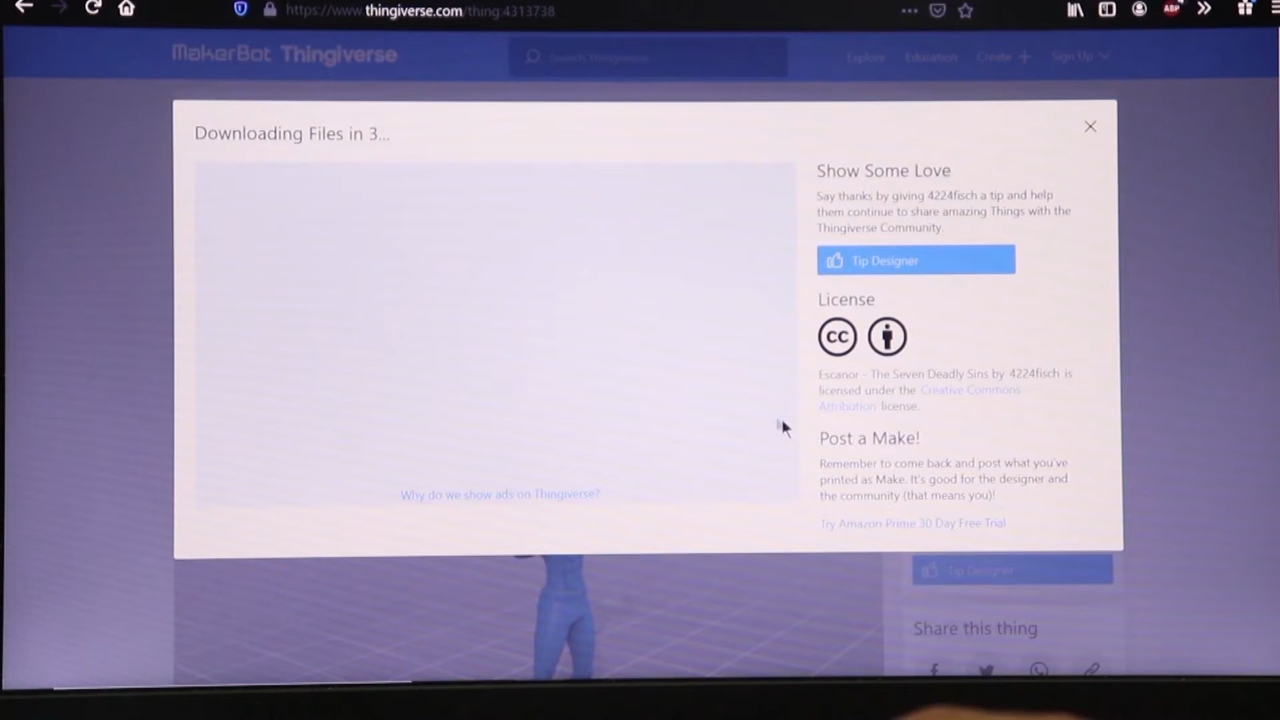 https://www.thingiverse.com/thing:4313738
ABP
MakerBot Thingiverse
Search Thingiverse
Explore
Education
Create +
Sign Up
Downloading Files in 3...
Show Some Love
Say thanks by giving 4224fisch a tip and help
them continue to share amazing Things with the
Thingiverse Community.
Tip Designer
License
CC
Escanor - The Seven Deadly Sins by 4224fisch is
licensed under the Creative Commons
Attribution license.
Post a Make!
Remember to come back and post what you've
printed as Make. It's good for the designer and
the community (that means you)!
Why do we show ads on Thingiverse?
Try Amazon Prime 30 Day Free Trial
Tip Designer
Share this thing